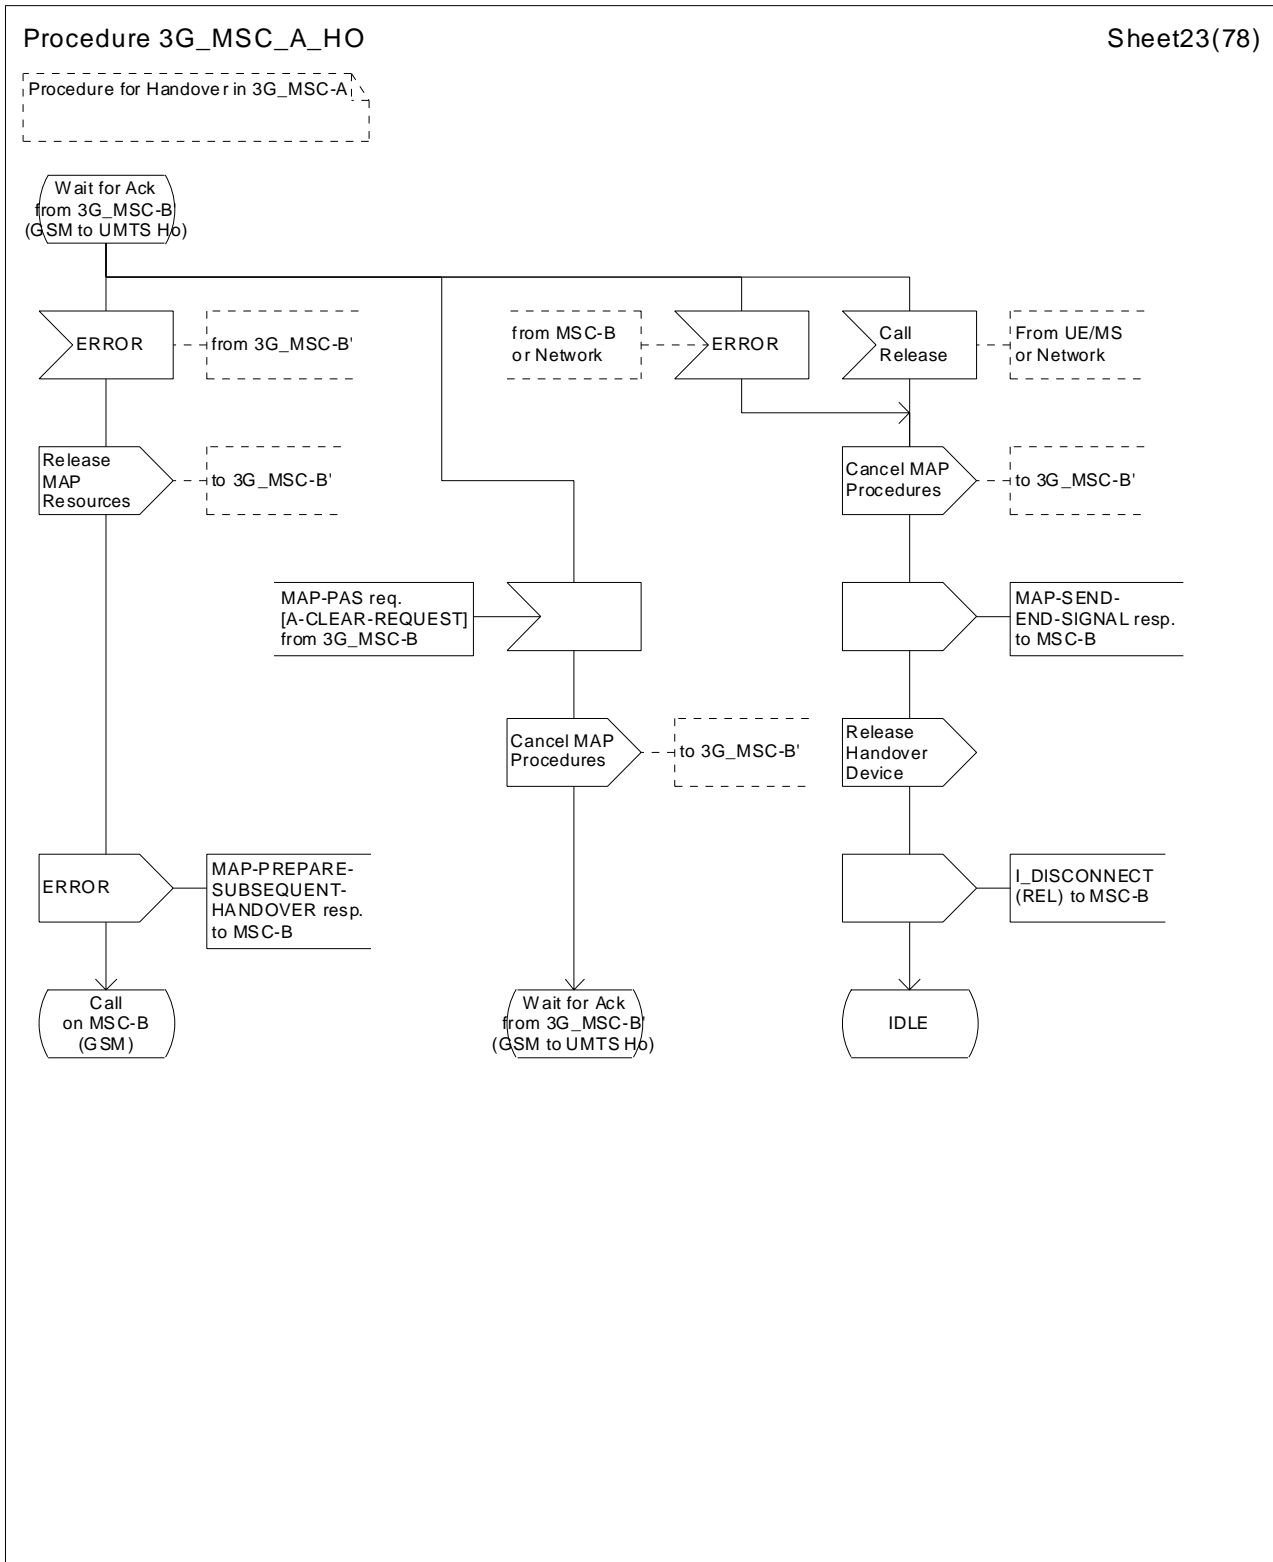 Procedure 3G_MSC_A_HO
Sheet23(78)
Procedure for Handover in 3G_MSC-A
Wait for Ack
from 3G_MSC-B'
(GSM to UMTS Ho)
ERROR
from 3G_MSC-B'
from MSC-B
or Network
ERROR
Call
Release
From UE/MS
or Network
Release
MAP
Resources
to 3G_MSC-B'
Cancel MAP
Procedures
to 3G_MSC-B'
MAP-PAS req.
[A-CLEAR-REQUEST]
from 3G_MSC-B
MAP-SEND-
END-SIGNAL resp.
to MSC-B
Cancel MAP
Procedures
to 3G_MSC-B'
Release
Handover
Device
ERROR
MAP-PREPARE-
SUBSEQUENT-
HANDOVER resp.
to MSC-B
I_DISCONNECT
(REL) to MSC-B
Call
on MSC-B
(GSM)
Wait for Ack
from 3G_MSC-B'
(GSM to UMTS Ho)
IDLE